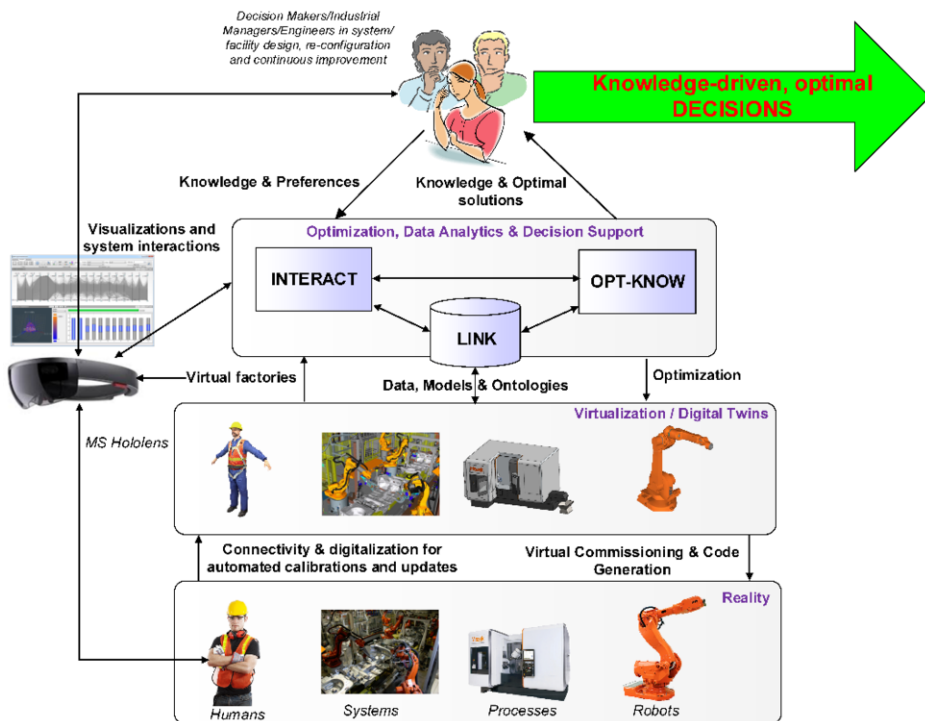 Decision Makers/Industrial
Managers/Engineers in system/
facility design, re-configuration
and continuous improvement
Knowledge-driven, optimal
DECISIONS
Knowledge & Preferences
Knowledge & Optimal
solutions
Visualizations and
system interactions
Optimization, Data Analytics & Decision Support
INTERACT
OPT-KNOW
LINK
Virtual factories
Data, Models & Ontologies
Optimization
MS Hololens
Virtualization / Digital Twins
Connectivity & digitalization for
automated calibrations and updates
Virtual Commissioning & Code
Generation
Reality
Humans
Systems
Processes
Robots